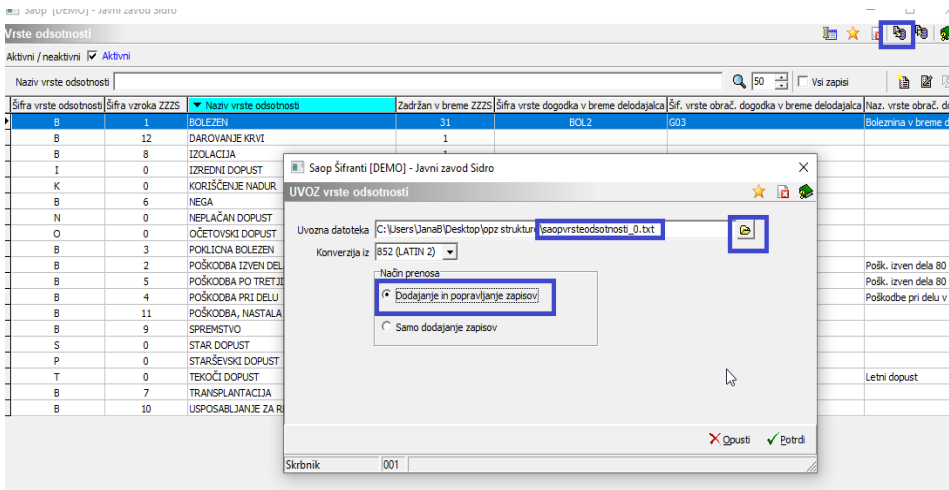 Saop [DEMO] - Javni zavod Sidro
Vrste odsotnosti
Aktivni / neaktivni Aktivni
Naziv vrste odsotnosti 50 Vsi zapisi
Šifra vrste odsotnosti Šifra vzroka ZZZS Naziv vrste odsotnosti Zadržan v breme ZZZS Šifra vrste dogodka v breme delodajalca Šif. vrste obrač. dogodka v breme delodajalca Naz. vrste obrač. do
B 1 BOLEZEN 31 BOL2 G03 Boleznina v breme d
B 12 DAROVANJE KRVI 1
B 8 IZOLACIJA
I 0 IZREDNI DOPUST
K 0 KORIŠČENJE NADUR
B 6 NEGA
N 0 NEPLAČAN DOPUST
O 0 OČETOVSKI DOPUST
B 3 POKLICNA BOLEZEN
B 2 POŠKODBA IZVEN DEL Pošk. izven dela 80
B 5 POŠKODBA PO TRETJI Pošk. izven dela 80
B 4 POŠKODBA PRI DELU Poškodbe pri delu v
B 11 POŠKODBA, NASTALA
B 9 SPREMSTVO
S 0 STAR DOPUST
P 0 STARŠEVSKI DOPUST
T 0 TEKOČI DOPUST Letni dopust
B 7 TRANSPLANTACIJA
B 10 USPOSABLJANJE ZA R
Saop Šifranti [DEMO] - Javni zavod Sidro
UVOZ vrste odsotnosti
Uvozna datoteka C:\Users\JanaB\Desktop\ppz strukture\saopvrsteodsotnosti_0.txt
Konverzija iz 852 (LATIN 2)
Način prenosa
Dodajanje in popravljanje zapisov
Samo dodajanje zapisov
Opusti Potrdi
Skrbnik 001